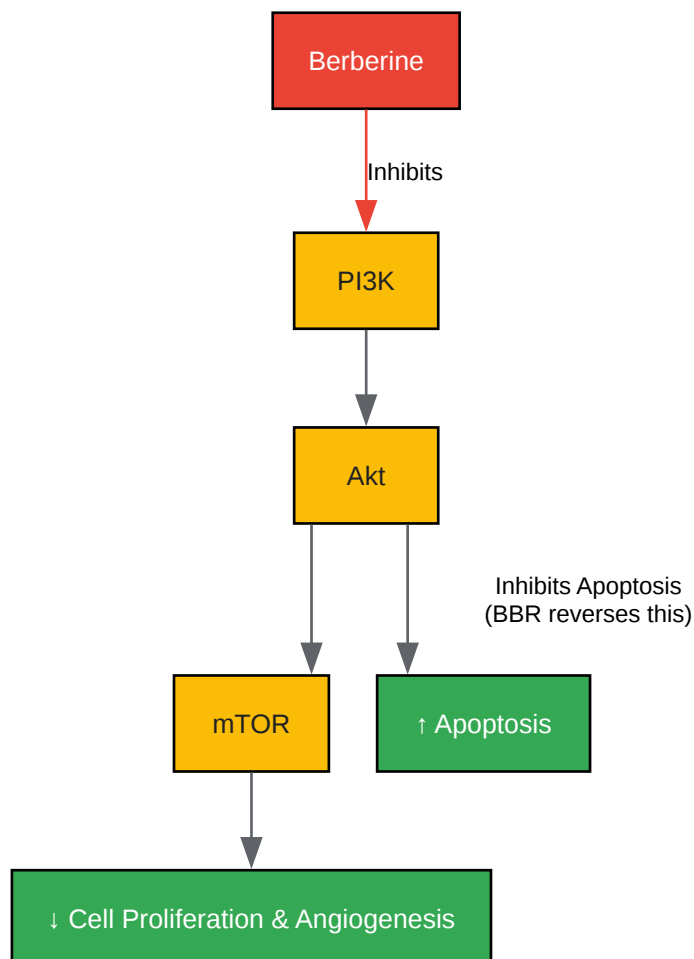 Berberine
Inhibits
PI3K
Akt
Inhibits Apoptosis
(BBR reverses this)
mTOR
↑ Apoptosis
↓ Cell Proliferation & Angiogenesis